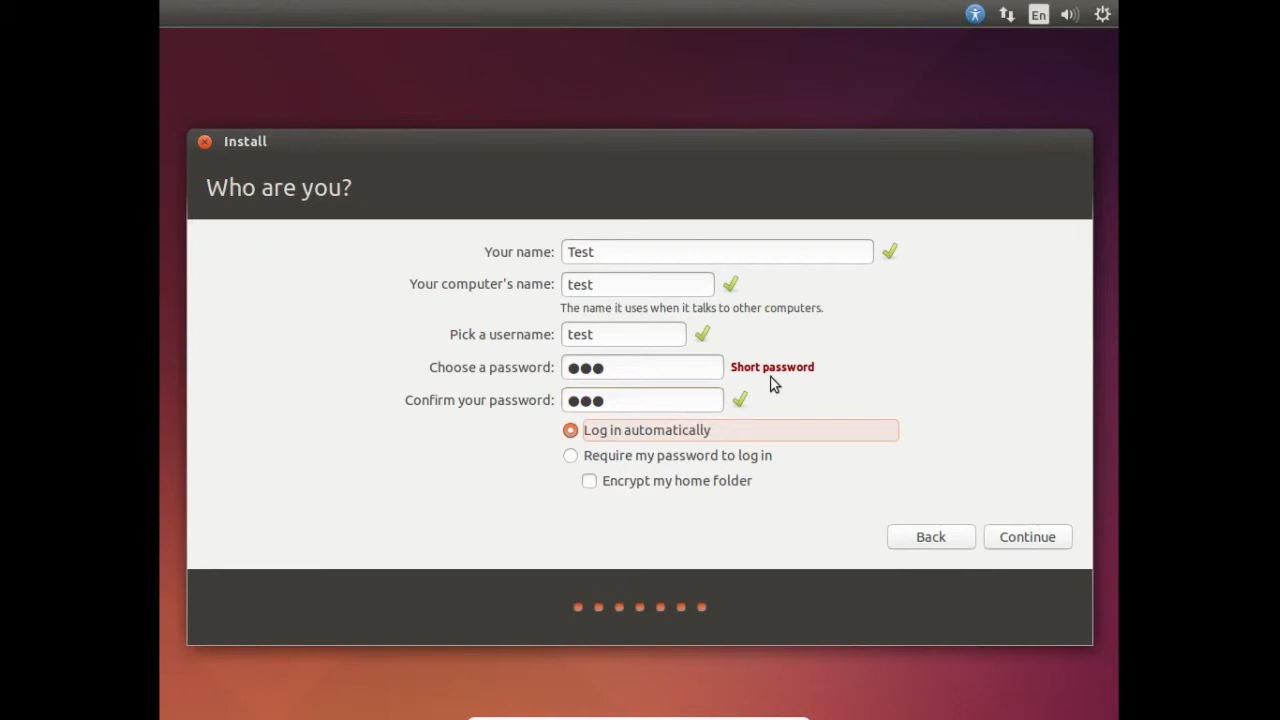 En
Install
Who are you?
Your name: Test
Your computer's name: test
The name it uses when it talks to other computers.
Pick a username: test
Choose a password: ●●● Short password
Confirm your password: ●●●
Log in automatically
Require my password to log in
Encrypt my home folder
Back Continue